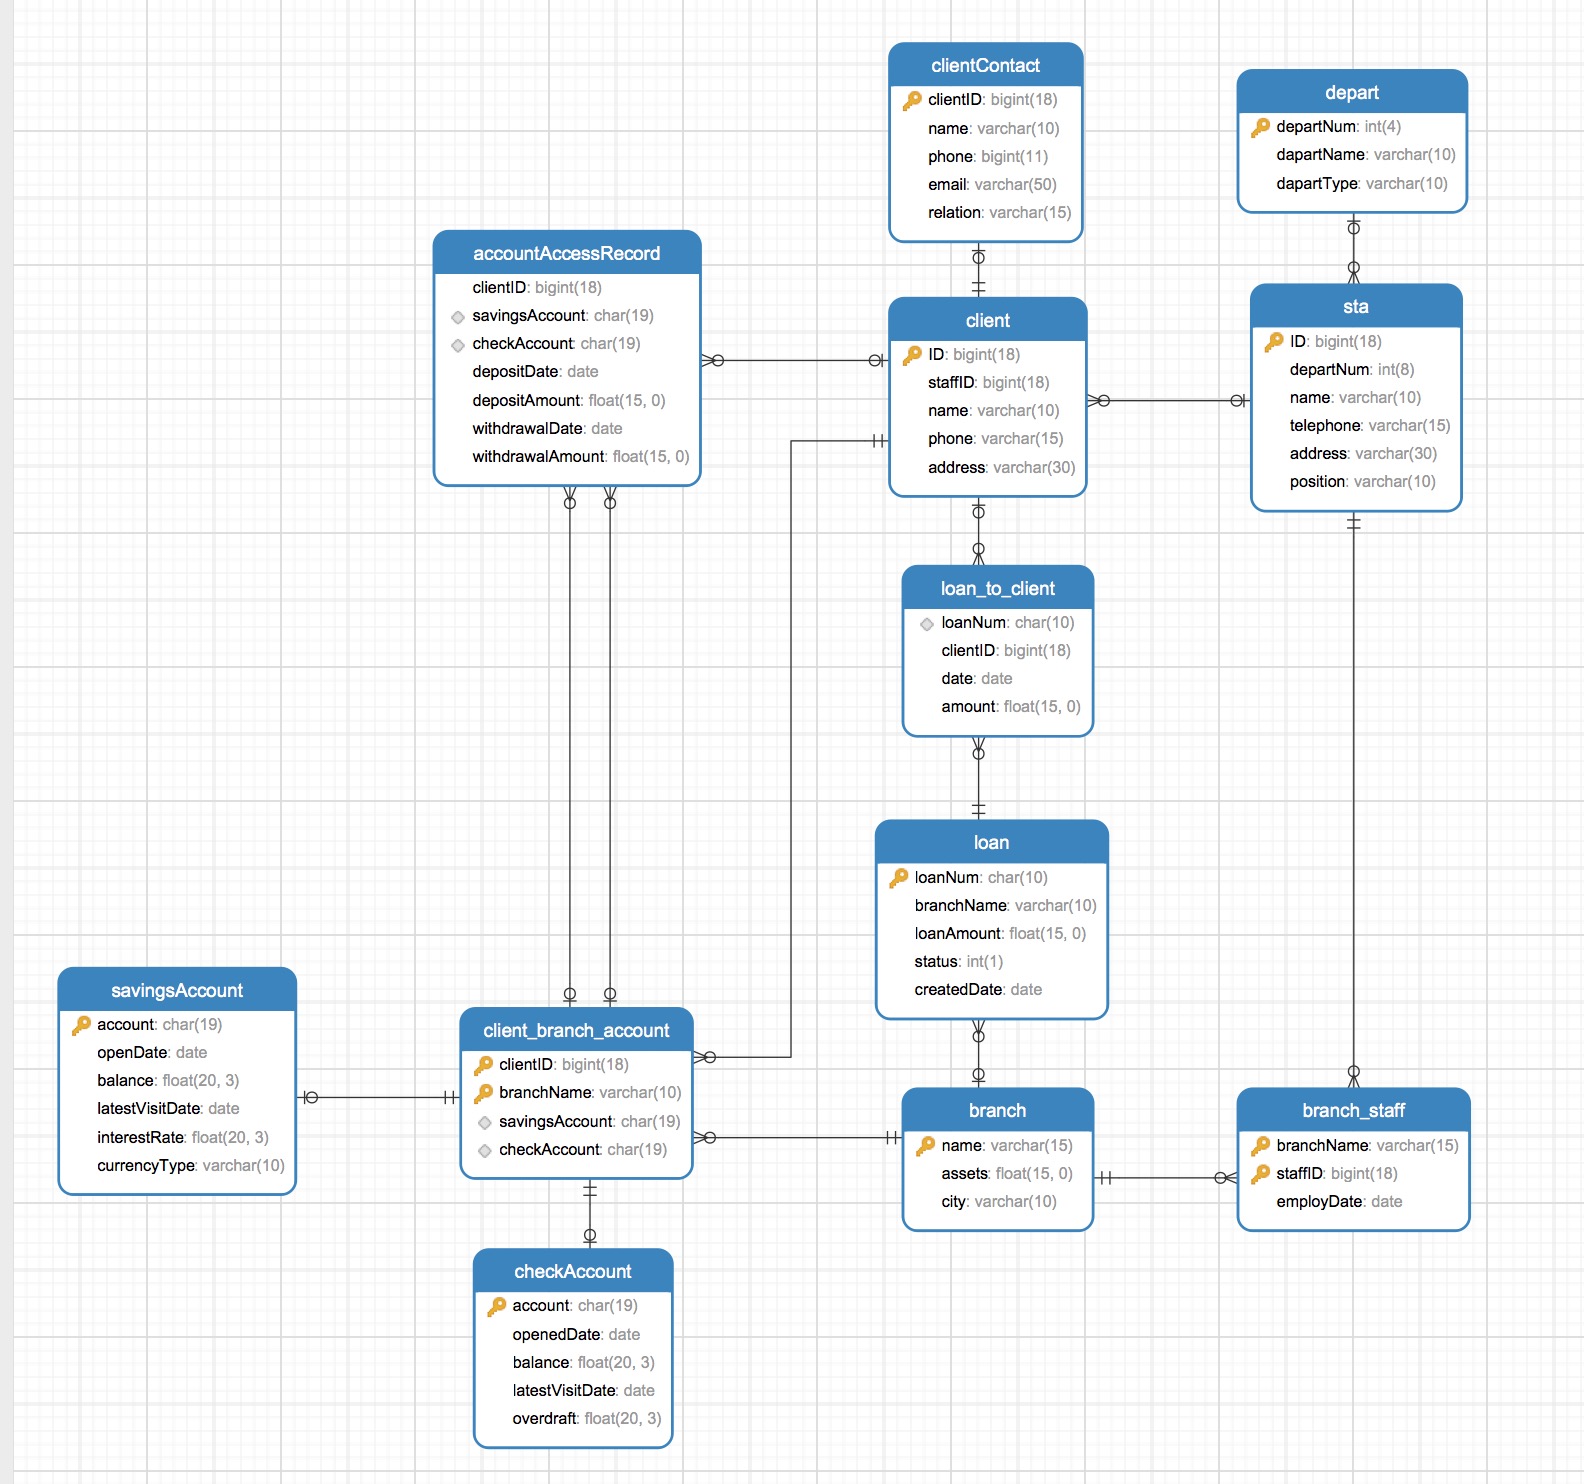 clientContact
clientID: bigint(18)
name: varchar(10)
phone: bigint(11)
email: varchar(50)
relation: varchar(15)
depart
departNum: int(4)
dapartName: varchar(10)
dapartType: varchar(10)
accountAccessRecord
clientID: bigint(18)
savingsAccount: char(19)
checkAccount: char(19)
depositDate: date
depositAmount: float(15, 0)
withdrawalDate: date
withdrawalAmount: float(15, 0)
client
ID: bigint(18)
staffID: bigint(18)
name: varchar(10)
phone: varchar(15)
address: varchar(30)
sta
ID: bigint(18)
departNum: int(8)
name: varchar(10)
telephone: varchar(15)
address: varchar(30)
position: varchar(10)
loan_to_client
loanNum: char(10)
clientID: bigint(18)
date: date
amount: float(15, 0)
loan
loanNum: char(10)
branchName: varchar(10)
loanAmount: float(15, 0)
status: int(1)
createdDate: date
savingsAccount
account: char(19)
openDate: date
balance: float(20, 3)
latestVisitDate: date
interestRate: float(20, 3)
currencyType: varchar(10)
client_branch_account
clientID: bigint(18)
branchName: varchar(10)
savingsAccount: char(19)
checkAccount: char(19)
branch
name: varchar(15)
assets: float(15, 0)
city: varchar(10)
branch_staff
branchName: varchar(15)
staffID: bigint(18)
employDate: date
checkAccount
account: char(19)
openedDate: date
balance: float(20, 3)
latestVisitDate: date
overdraft: float(20, 3)